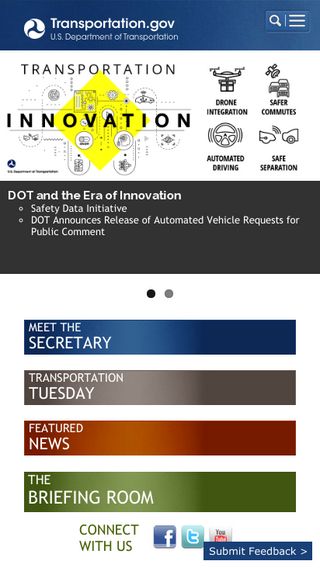 Transportation.gov
U.S. Department of Transportation
TRANSPORTATION
INNOVATION
DRONE
INTEGRATION
SAFER
COMMUTES
AUTOMATED
DRIVING
SAFE
SEPARATION
U.S. Department of Transportation
DOT and the Era of Innovation
Safety Data Initiative
DOT Announces Release of Automated Vehicle Requests for
Public Comment
MEET THE
SECRETARY
TRANSPORTATION
TUESDAY
FEATURED
NEWS
THE
BRIEFING ROOM
CONNECT
WITH US
You
Submit Feedback >